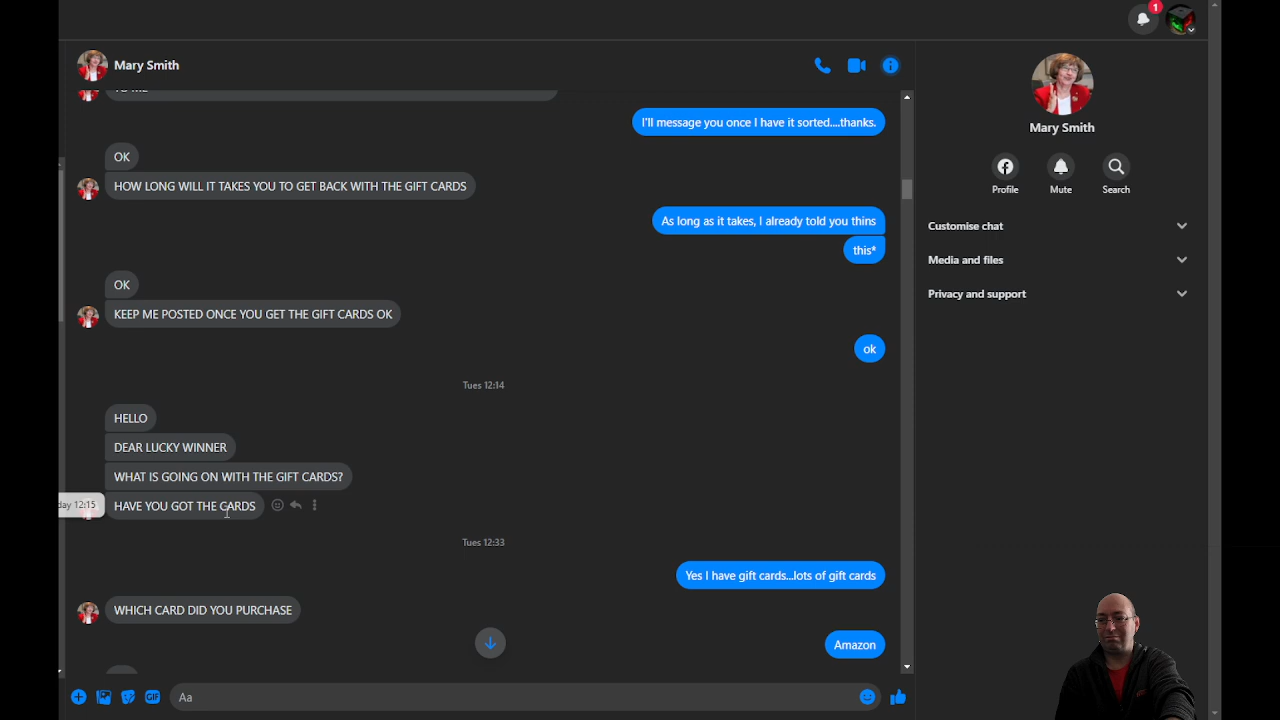 1
Mary Smith
I'll message you once I have it sorted....thanks.
OK
HOW LONG WILL IT TAKES YOU TO GET BACK WITH THE GIFT CARDS
As long as it takes, I already told you thins
this*
OK
KEEP ME POSTED ONCE YOU GET THE GIFT CARDS OK
ok
Tues 12:14
HELLO
DEAR LUCKY WINNER
WHAT IS GOING ON WITH THE GIFT CARDS?
day 12:15
HAVE YOU GOT THE CARDS
Tues 12:33
Yes I have gift cards...lots of gift cards
WHICH CARD DID YOU PURCHASE
Amazon
GIF
Aa
Mary Smith
Profile
Mute
Search
Customise chat
Media and files
Privacy and support